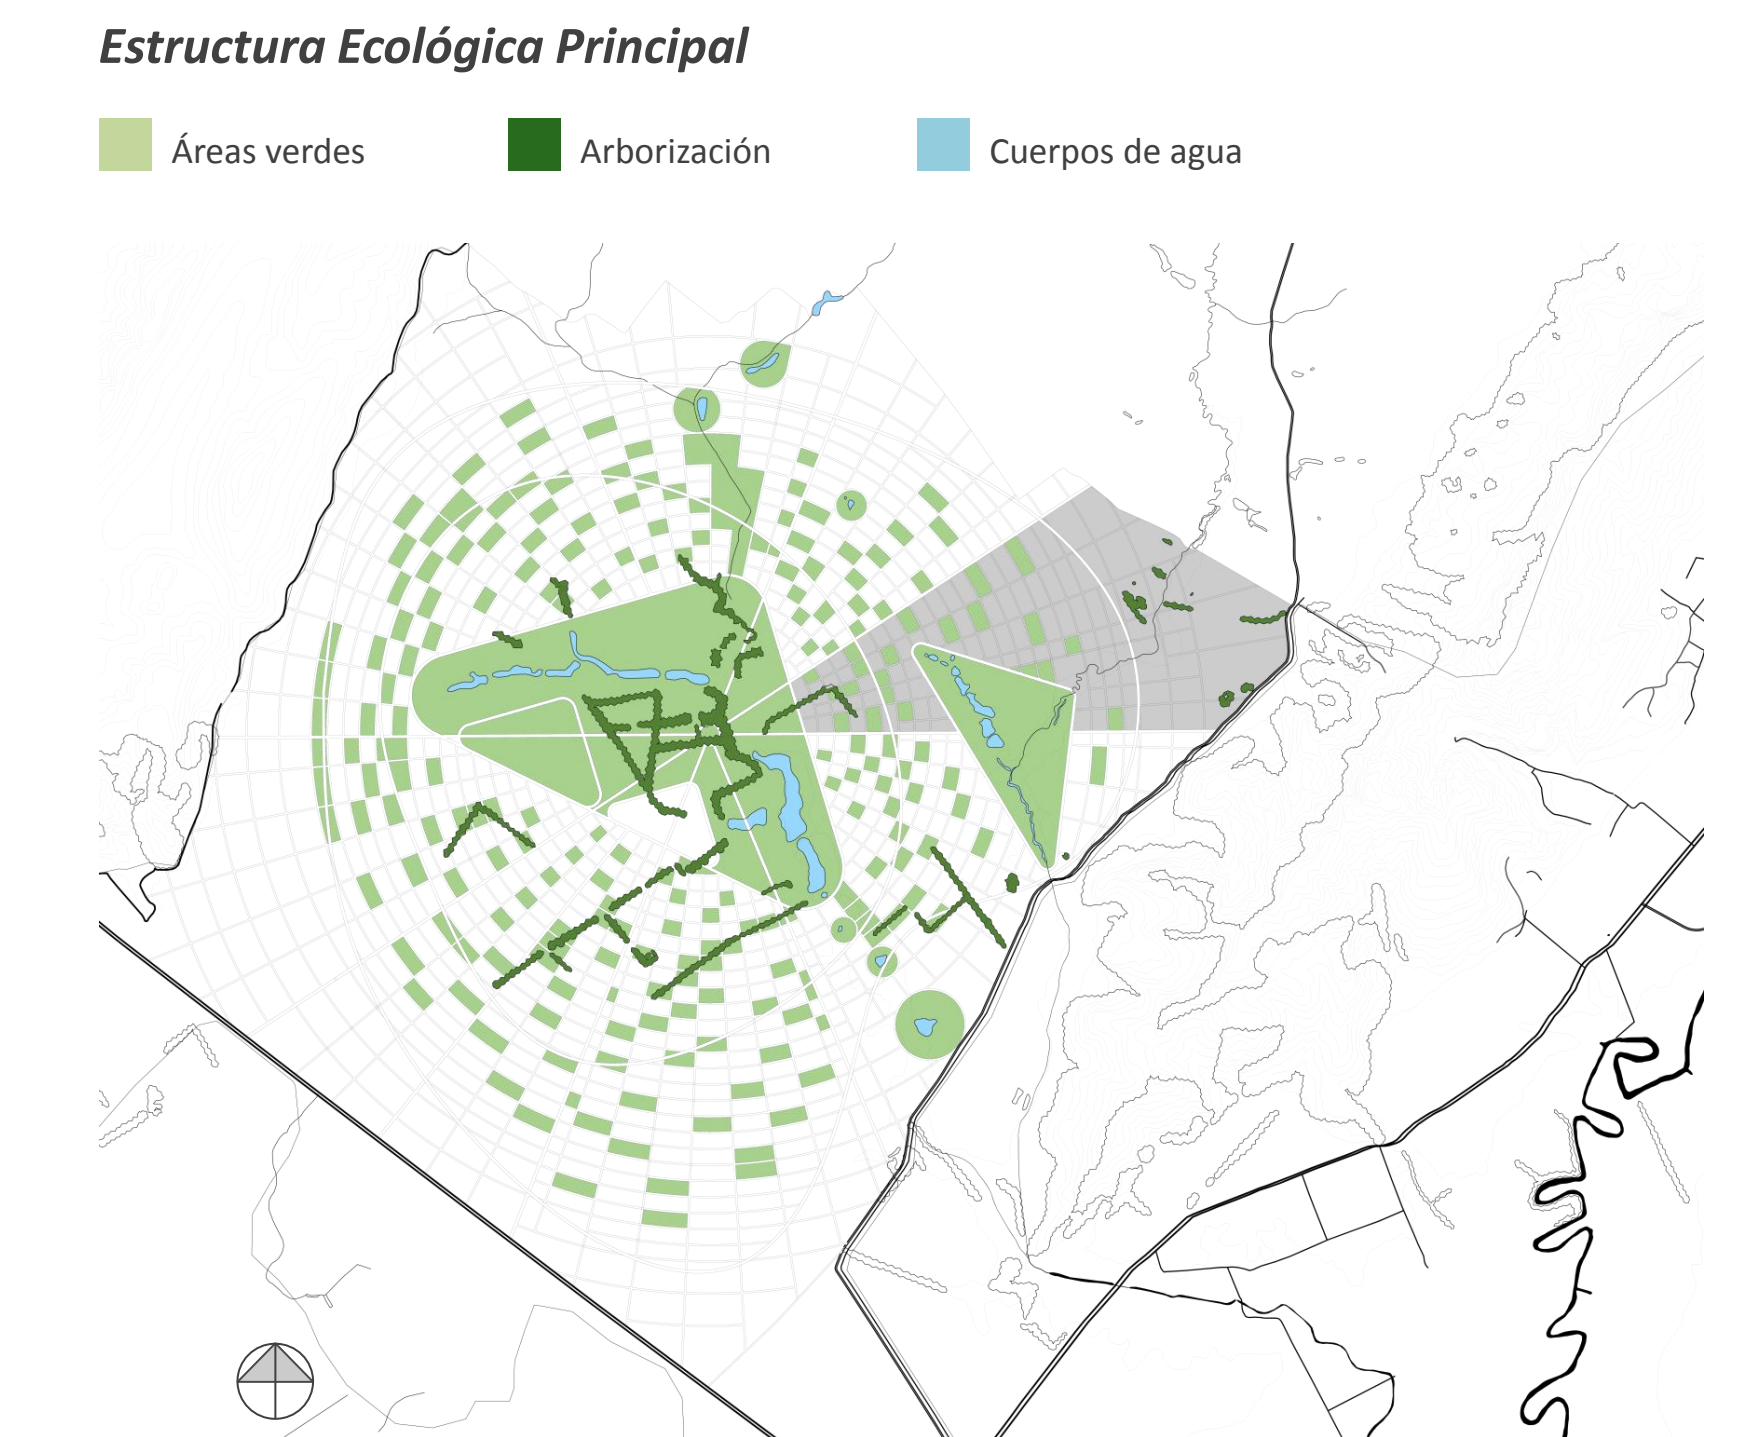 Estructura Ecológica Principal
Áreas verdes
Arborización
Cuerpos de agua